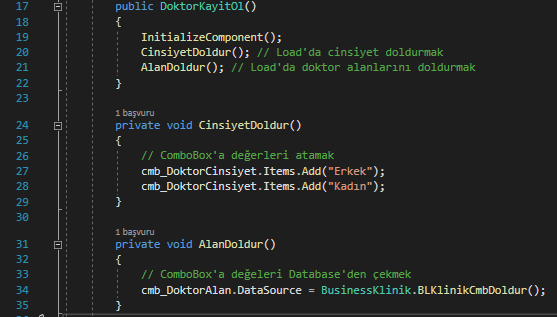 17 public DoktorKayitOl()
18 {
19 InitializeComponent();
20 CinsiyetDoldur(); // Load'da cinsiyet doldurmak
21 AlanDoldur(); // Load'da doktor alanlarını doldurmak
22 }
23
1 başvuru
24 private void CinsiyetDoldur()
25 {
26 // ComboBox'a değerleri atamak
27 cmb_DoktorCinsiyet.Items.Add("Erkek");
28 cmb_DoktorCinsiyet.Items.Add("Kadın");
29 }
30
1 başvuru
31 private void AlanDoldur()
32 {
33 // ComboBox'a değeleri Database'den çekmek
34 cmb_DoktorAlan.DataSource = BusinessKlinik.BLKlinikCmbDoldur();
35 }